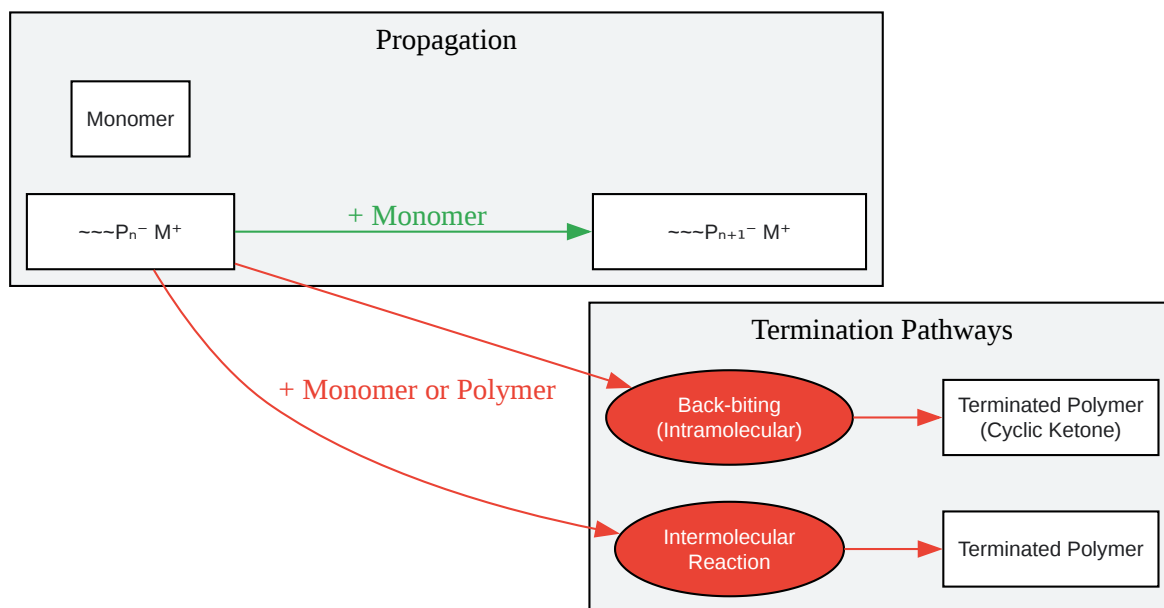 Propagation
Monomer
~~~Pₙ⁻ M⁺
+ Monomer
~~~Pₙ₊₁⁻ M⁺
Termination Pathways
+ Monomer or Polymer
Back-biting
(Intramolecular)
Terminated Polymer
(Cyclic Ketone)
Intermolecular
Reaction
Terminated Polymer